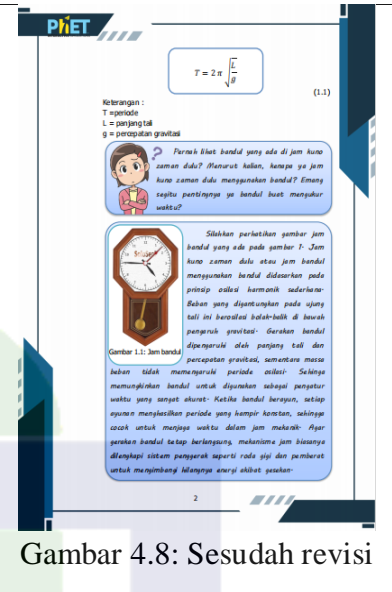 PhET
T = 2 π √L/g
(1.1)
Keterangan :
T =periode
L = panjang tali
g = percepatan gravitasi
? Pernah lihat bandul yang ada di jam kuno
zaman dulu? Menurut kalian, kenapa ya jam
kuno zaman dulu menggunakan bandul? Emang
segitu pentingnya ya bandul buat mengukur
waktu?
Silahkan perhatikan gambar jam
bandul yang ada pada gambar 1. Jam
kuno zaman dulu atau jam bandul
menggunakan bandul didasarkan pada
prinsip osilasi harmonik sederhana.
Beban yang digantungkan pada ujung
tali ini berosilasi bolak-balik di bawah
pengaruh gravitasi. Gerakan bandul
dipengaruhi oleh panjang tali dan
Gambar 1.1: Jam bandul
percepatan gravitasi, sementara massa
beban tidak memengaruhi periode osilasi. Sehinga
memungkinkan bandul untuk digunakan sebagai pengatur
waktu yang sangat akurat. Ketika bandul berayun, setiap
ayunan menghasilkan periode yang hampir konstan, sehingga
cocok untuk menjaga waktu dalam jam mekanik. Agar
gerakan bandul tetap berlangsung, mekanisme jam biasanya
dilengkapi sistem penggerak seperti roda gigi dan pemberat
untuk mengimbangi hilangnya energi akibat gesekan.
2
Gambar 4.8: Sesudah revisi